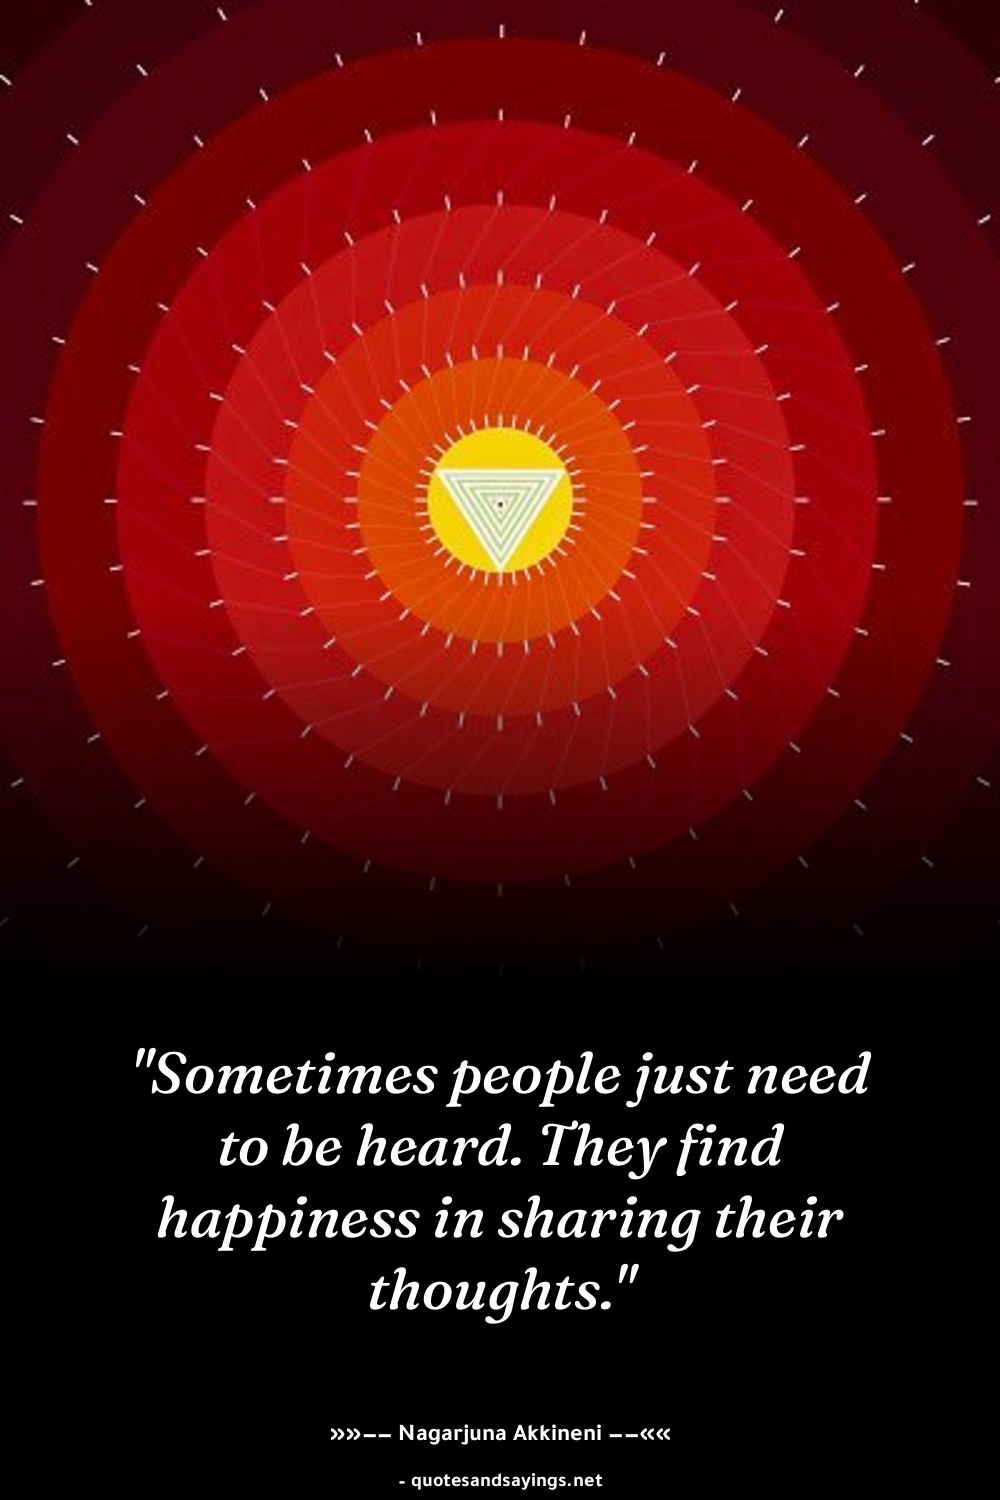 "Sometimes people just need
to be heard. They find
happiness in sharing their
thoughts."
»»–– Nagarjuna Akkineni ––««
- quotesandsayings.net